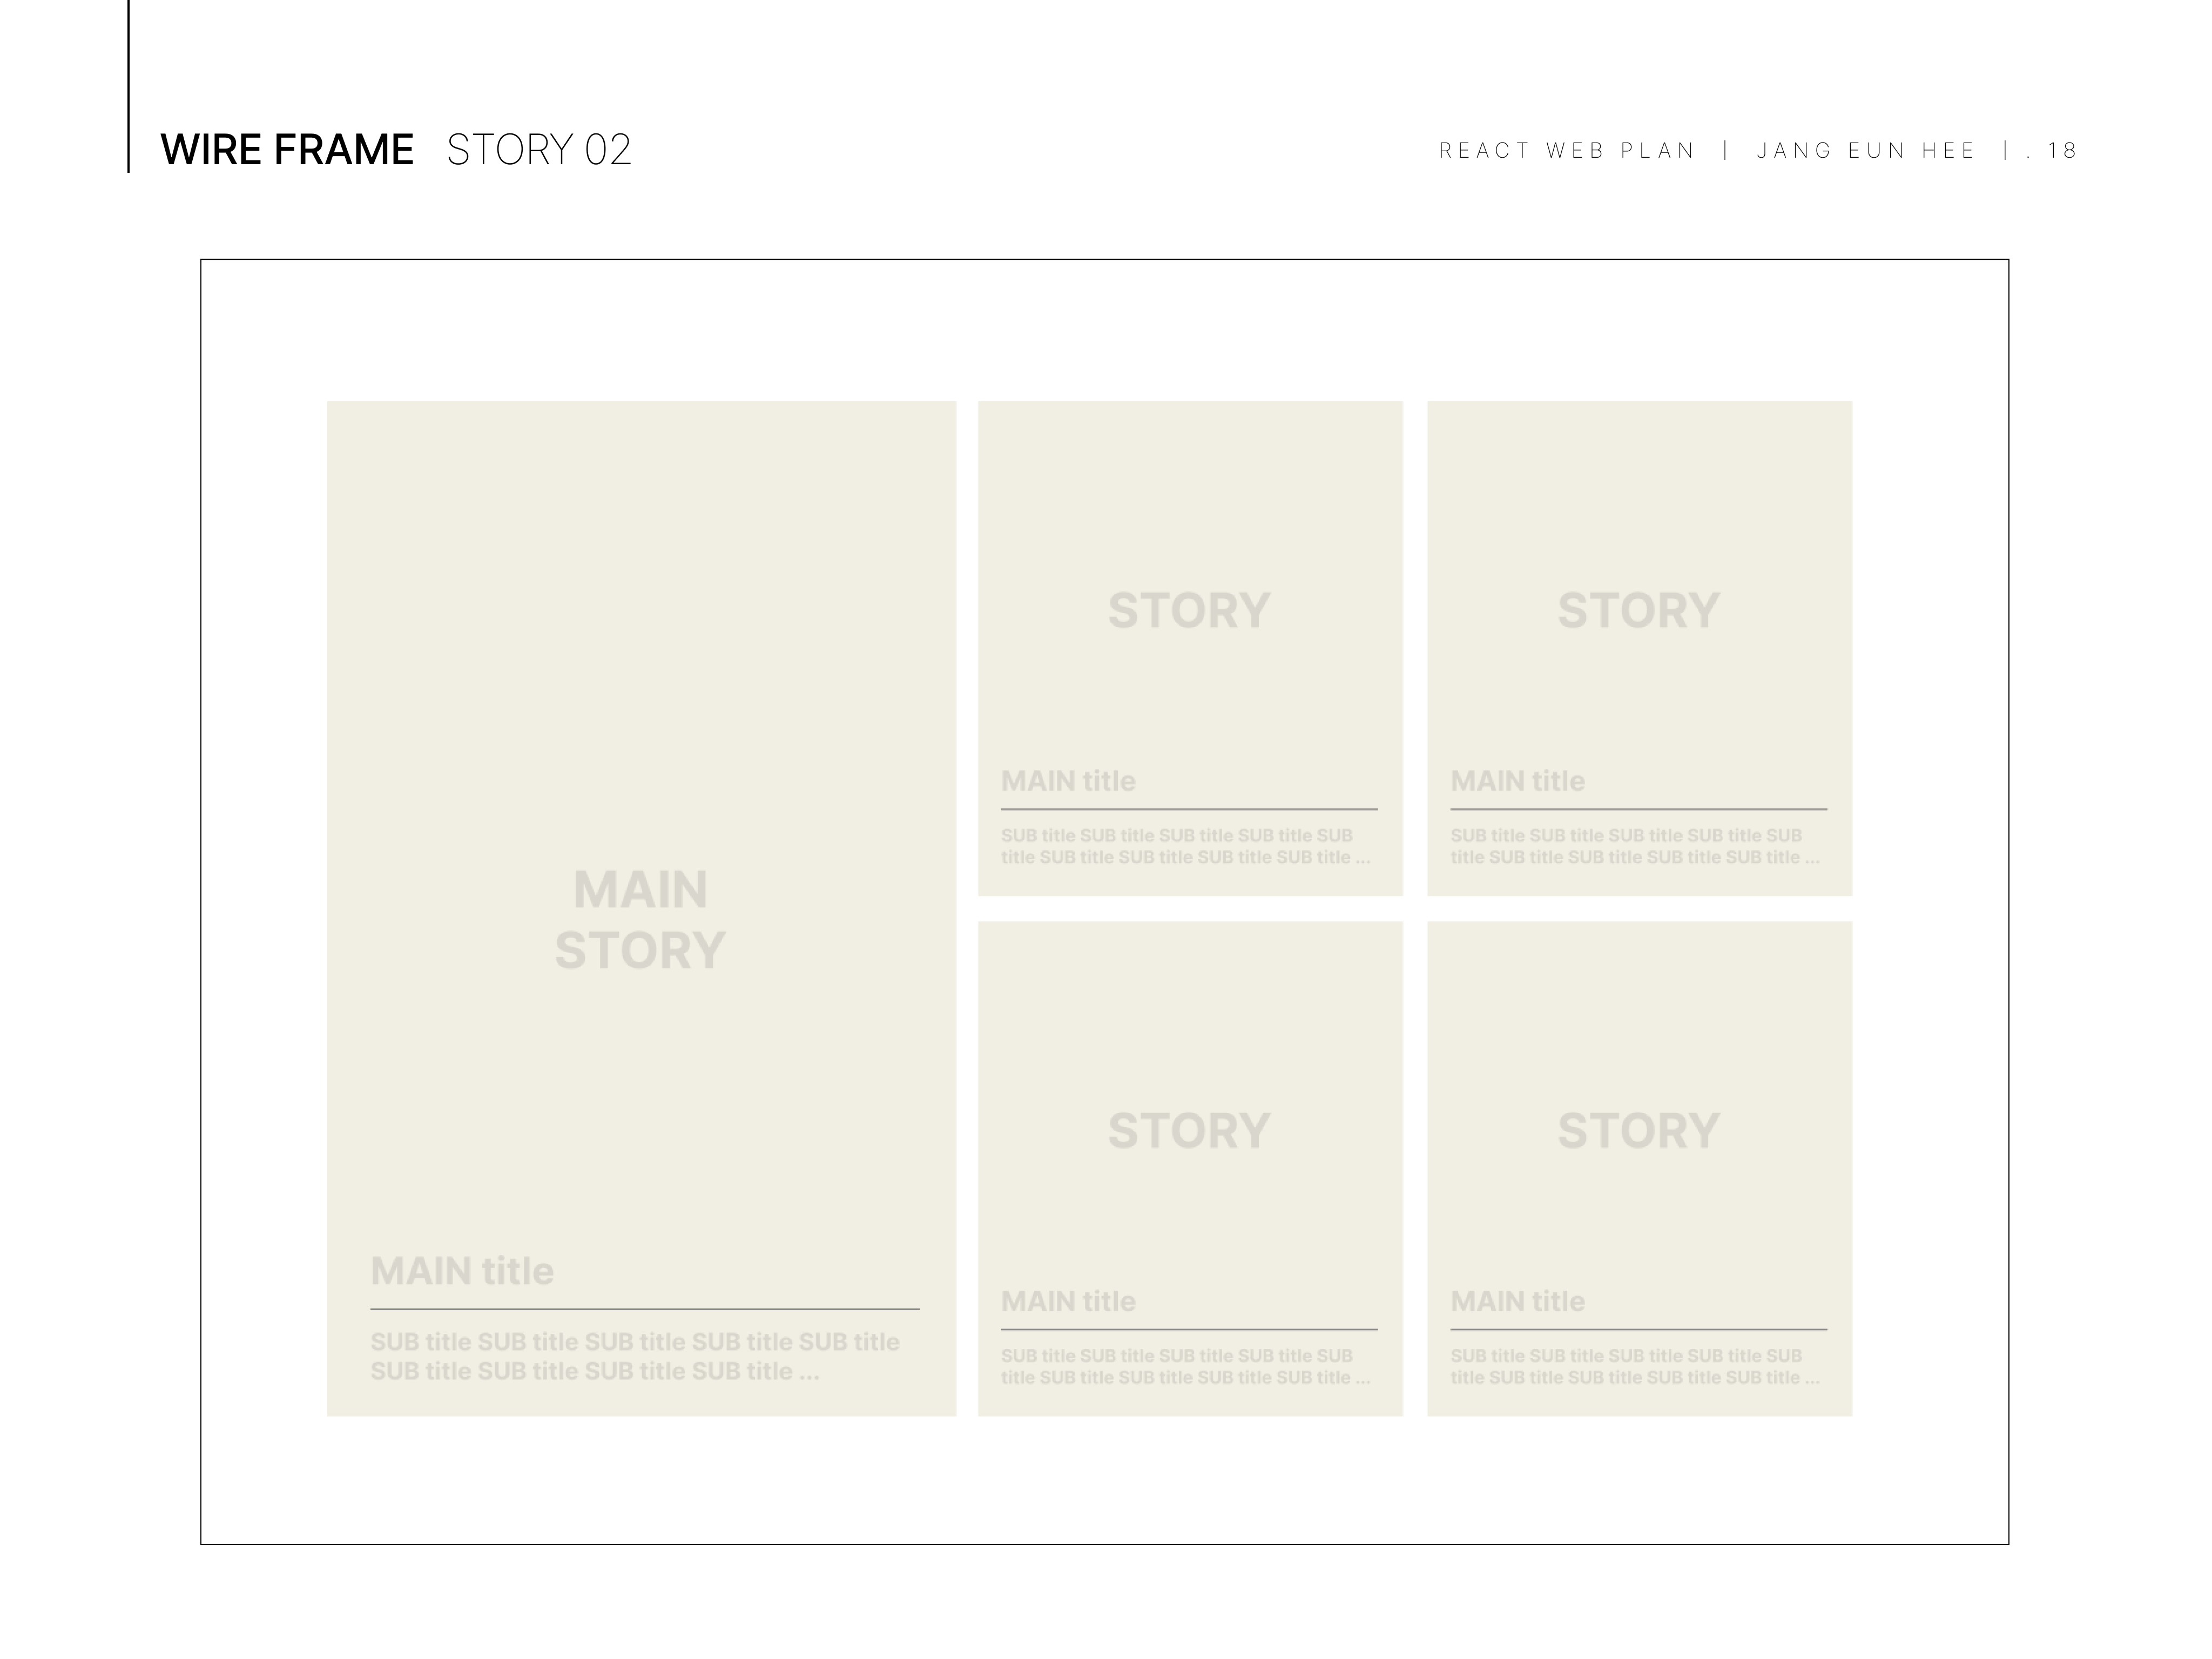 WIRE FRAME STORY 02
REACT WEB PLAN | JANG EUN HEE | . 18
MAIN
STORY
MAIN title
SUB title SUB title SUB title SUB title SUB title
SUB title SUB title SUB title SUB title ...
STORY
MAIN title
SUB title SUB title SUB title SUB title SUB
title SUB title SUB title SUB title SUB title ...
STORY
MAIN title
SUB title SUB title SUB title SUB title SUB
title SUB title SUB title SUB title SUB title ...
STORY
MAIN title
SUB title SUB title SUB title SUB title SUB
title SUB title SUB title SUB title SUB title ...
STORY
MAIN title
SUB title SUB title SUB title SUB title SUB
title SUB title SUB title SUB title SUB title ...